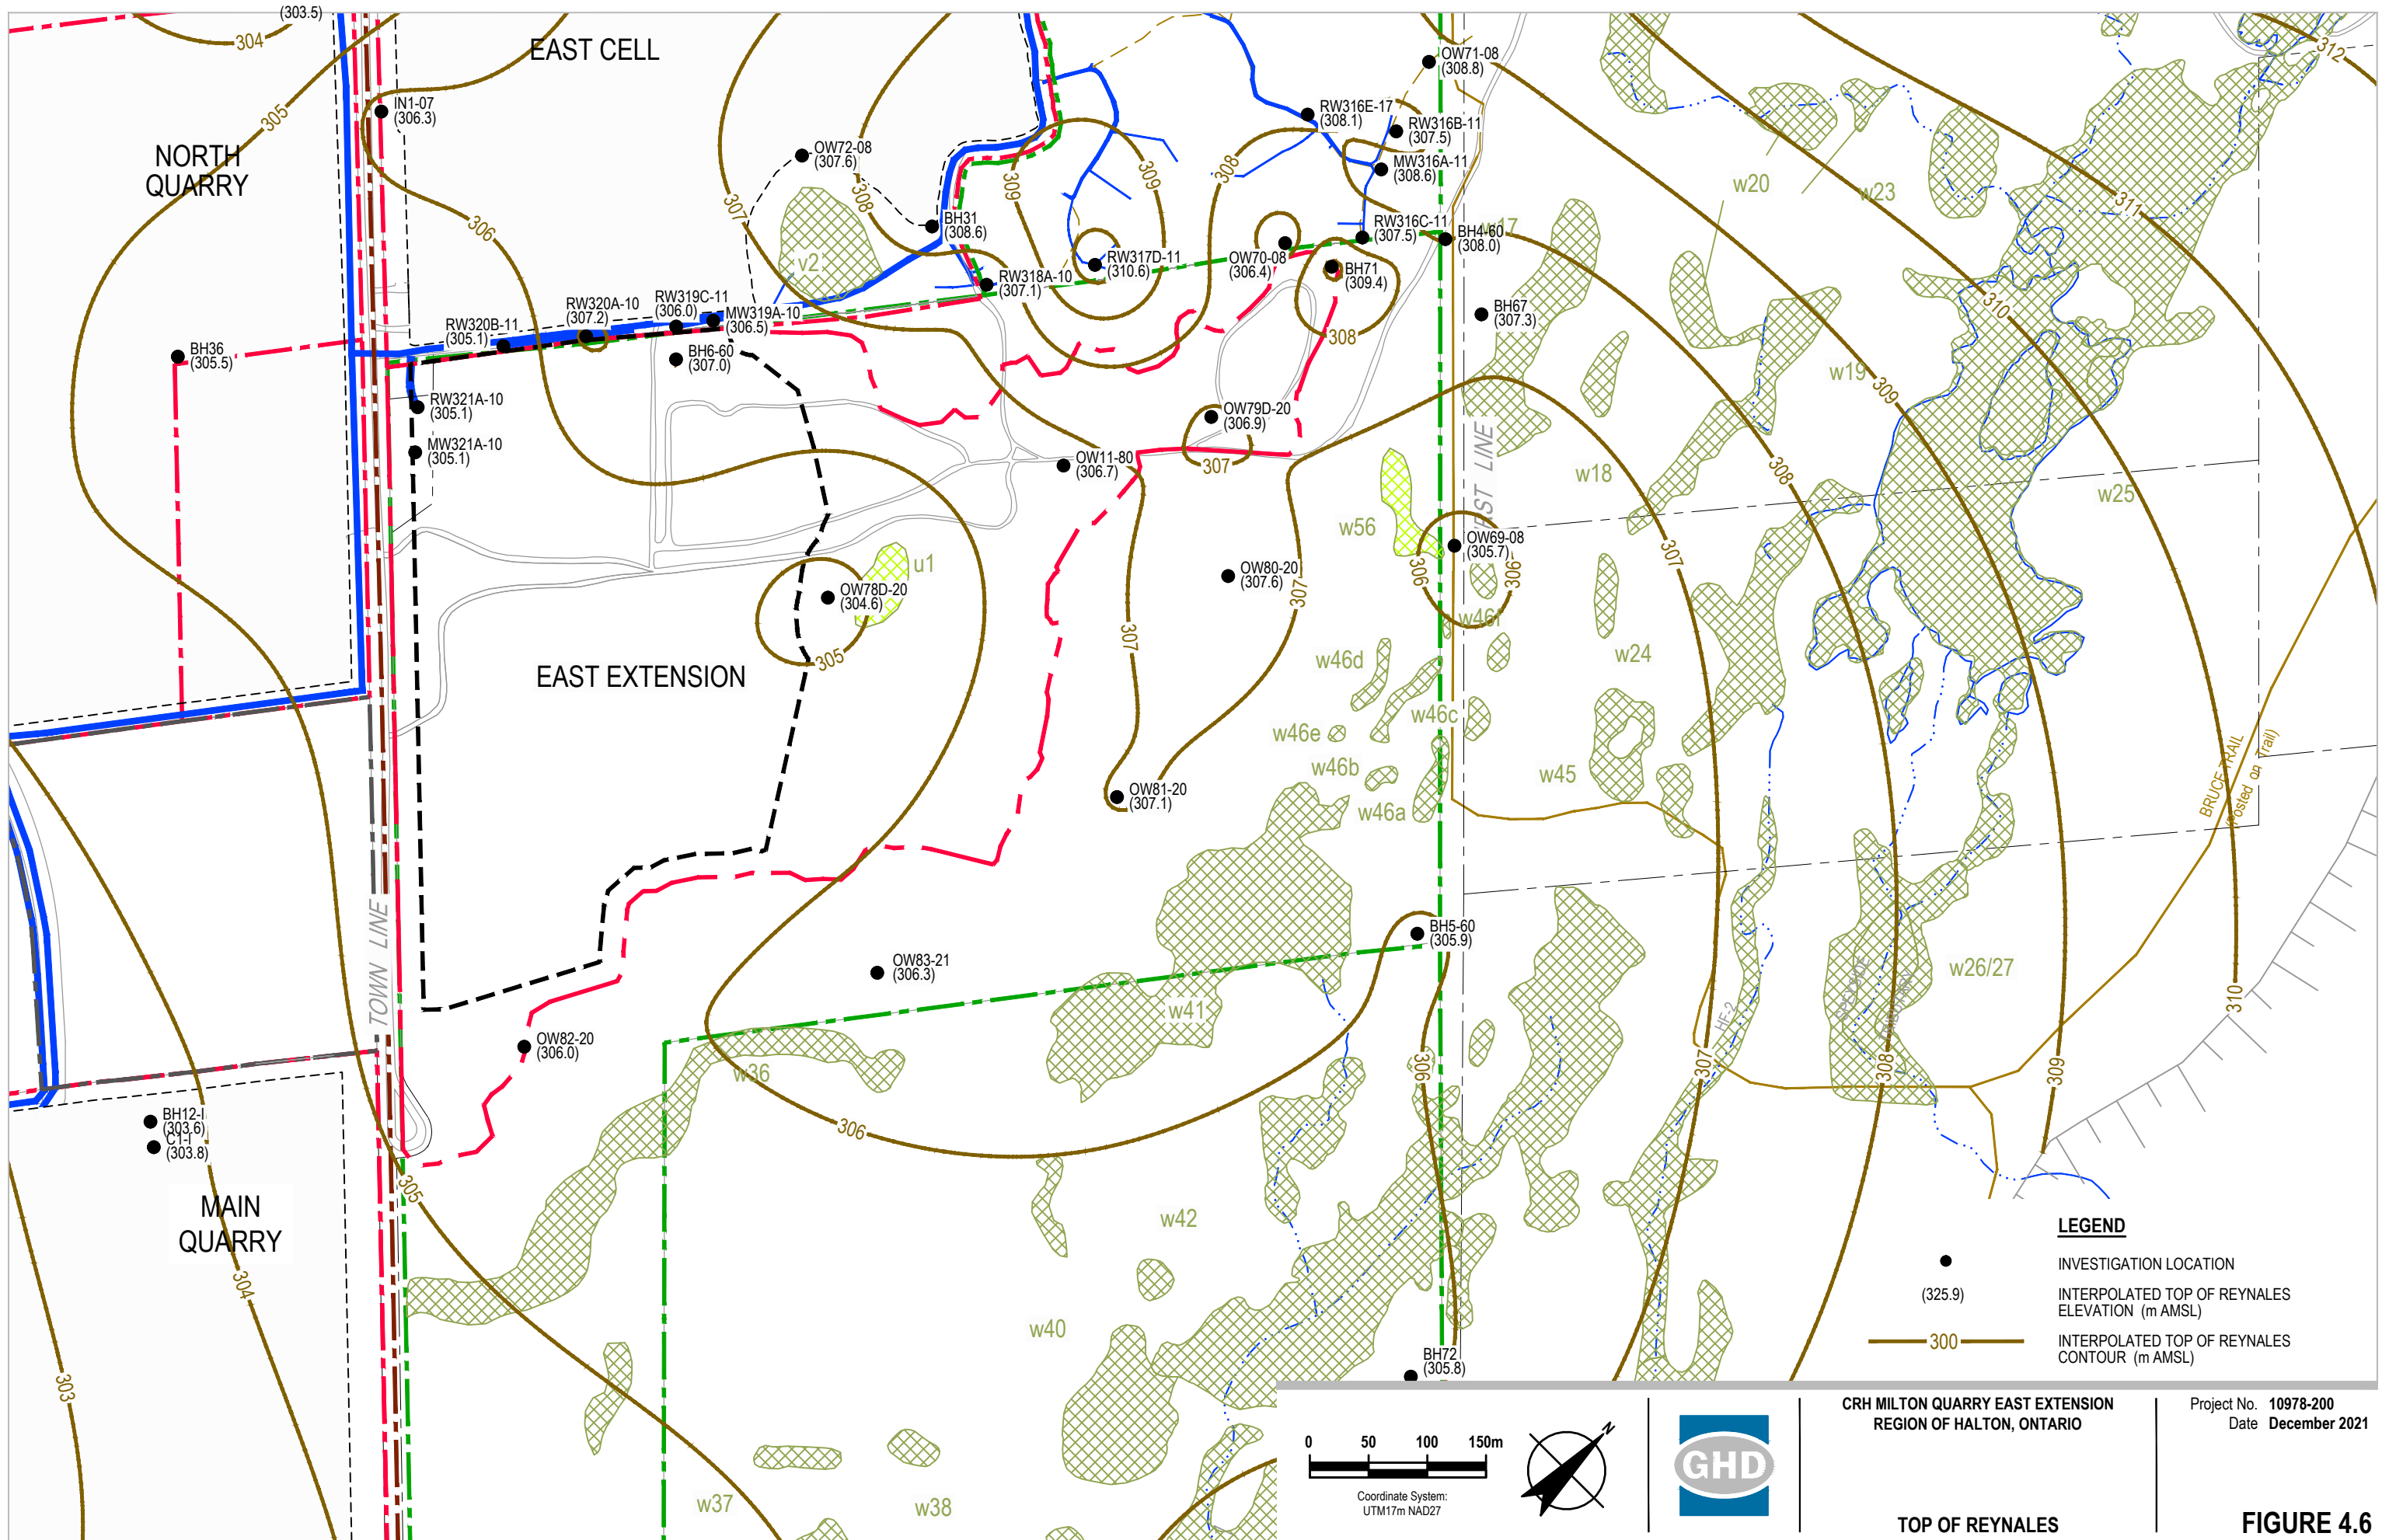 (303.5)
304
EAST CELL
OW71-08
(308.8)
312
305
IN1-07
(306.3)
RW316E-17
(308.1)
RW316B-11
(307.5)
NORTH
QUARRY
OW72-08
(307.6)
MW316A-11
(308.6)
309
309
308
308
307
w20
w23
311
306
BH31
(308.6)
RW316C-11
(307.5)
BH4-60
(308.0)
w17
v2
RW317D-11
(310.6)
OW70-08
(306.4)
BH71
(309.4)
RW318A-10
(307.1)
310
RW320A-10
(307.2)
RW319C-11
(306.0)
MW319A-10
(306.5)
RW320B-11
(305.1)
BH67
(307.3)
308
BH36
(305.5)
BH6-60
(307.0)
w19
309
RW321A-10
(305.1)
OW79D-20
(306.9)
MW321A-10
(305.1)
EAST LINE
OW11-80
(306.7)
307
308
w18
w25
w56
OW69-08
(305.7)
307
u1
306
306
OW80-20
(307.6)
307
OW78D-20
(304.6)
w46f
307
305
w46d
w24
EAST EXTENSION
w46c
w46e
BRUCE TRAIL
(Posted on Trail)
w46b
w45
OW81-20
(307.1)
w46a
TOWN LINE
BH5-60
(305.9)
OW83-21
(306.3)
w26/27
w41
HF-2
310
OW82-20
(306.0)
w36
306
307
308
309
BH12-I
(303.6)
C1-I
(303.8)
306
305
MAIN
QUARRY
w42
304
w40
303
BH72
(305.8)
w37
w38
LEGEND
INVESTIGATION LOCATION
(325.9)
INTERPOLATED TOP OF REYNALES
ELEVATION (m AMSL)
300
INTERPOLATED TOP OF REYNALES
CONTOUR (m AMSL)
0 50 100 150m
Coordinate System:
UTM17m NAD27
N
GHD
CRH MILTON QUARRY EAST EXTENSION
REGION OF HALTON, ONTARIO
TOP OF REYNALES
Project No. 10978-200
Date December 2021
FIGURE 4.6